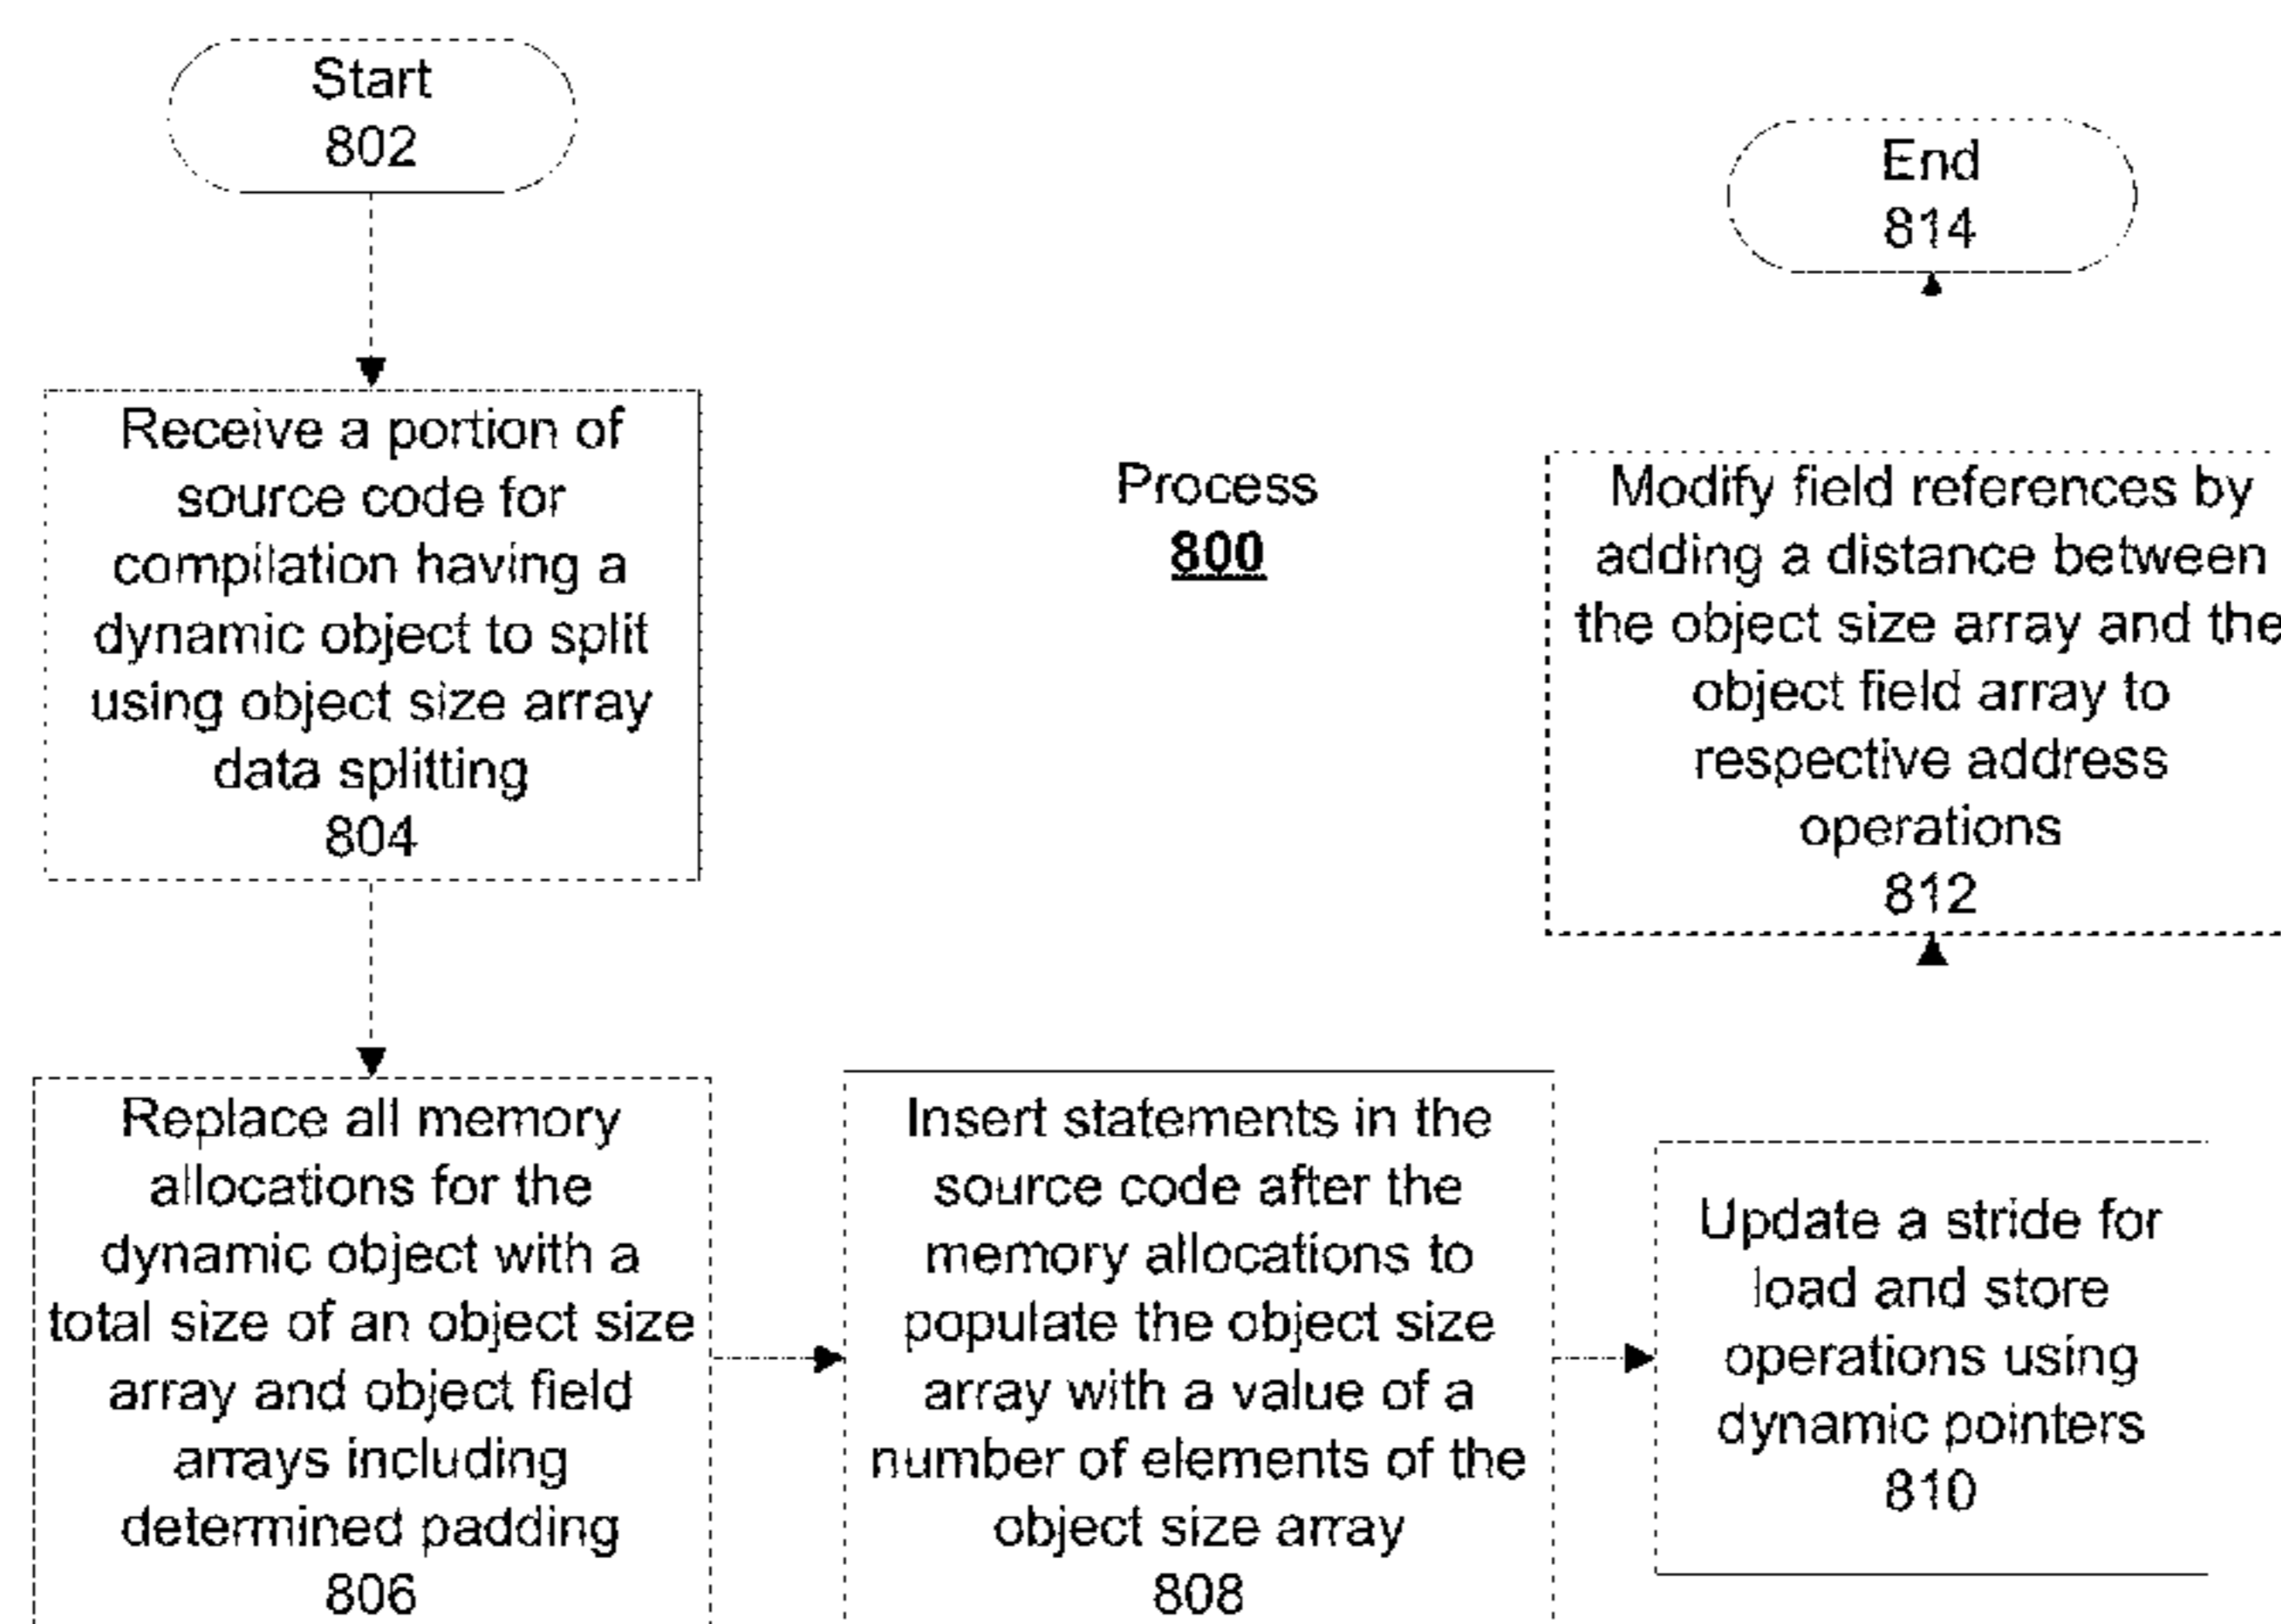 Start
802
Receive a portion of
source code for
compilation having a
dynamic object to split
using object size array
data splitting
804
Replace all memory
allocations for the
dynamic object with a
total size of an object size
array and object field
arrays including
determined padding
806
Insert statements in the
source code after the
memory allocations to
populate the object size
array with a value of a
number of elements of the
object size array
808
Update a stride for
load and store
operations using
dynamic pointers
810
Modify field references by
adding a distance between
the object size array and the
object field array to
respective address
operations
812
End
814
Process
800